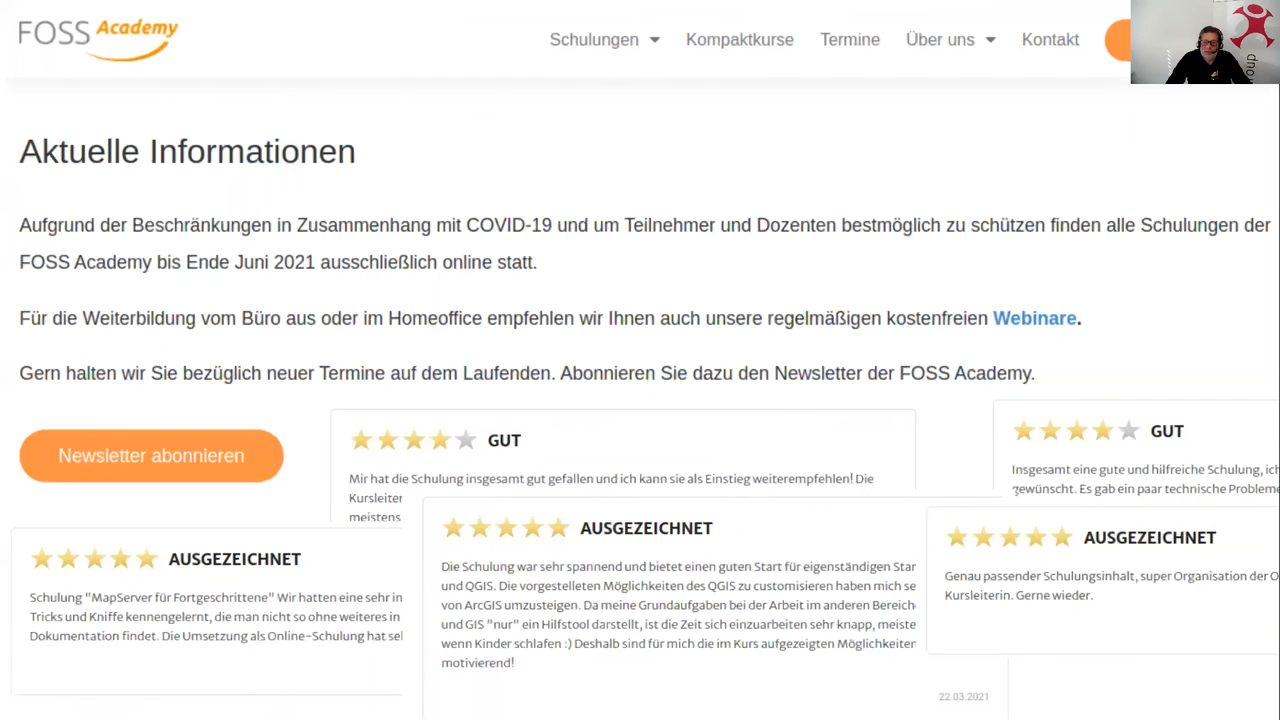 FOSS Academy
Schulungen
Kompaktkurse
Termine
Über uns
Kontakt
Aktuelle Informationen
Aufgrund der Beschränkungen in Zusammenhang mit COVID-19 und um Teilnehmer und Dozenten bestmöglich zu schützen finden alle Schulungen der
FOSS Academy bis Ende Juni 2021 ausschließlich online statt.
Für die Weiterbildung vom Büro aus oder im Homeoffice empfehlen wir Ihnen auch unsere regelmäßigen kostenfreien Webinare.
Gern halten wir Sie bezüglich neuer Termine auf dem Laufenden. Abonnieren Sie dazu den Newsletter der FOSS Academy.
Newsletter abonnieren
GUT
Mir hat die Schulung insgesamt gut gefallen und ich kann sie als Einstieg weiterempfehlen! Die
Kursleiter
meistens
GUT
Insgesamt eine gute und hilfreiche Schulung, ich
gewünscht. Es gab ein paar technische Probleme
AUSGEZEICHNET
Schulung "MapServer für Fortgeschrittene" Wir hatten eine sehr in
Tricks und Kniffe kennengelernt, die man nicht so ohne weiteres in
Dokumentation findet. Die Umsetzung als Online-Schulung hat sel
AUSGEZEICHNET
Die Schulung war sehr spannend und bietet einen guten Start für eigenständigen Star
und QGIS. Die vorgestellten Möglichkeiten des QGIS zu customisieren haben mich se
von ArcGIS umzusteigen. Da meine Grundaufgaben bei der Arbeit im anderen Bereich
und GIS "nur" ein Hilfstool darstellt, ist die Zeit sich einzuarbeiten sehr knapp, meiste
wenn Kinder schlafen :) Deshalb sind für mich die im Kurs aufgezeigten Möglichkeiten
motivierend!
22.03.2021
AUSGEZEICHNET
Genau passender Schulungsinhalt, super Organisation der O
Kursleiterin. Gerne wieder.